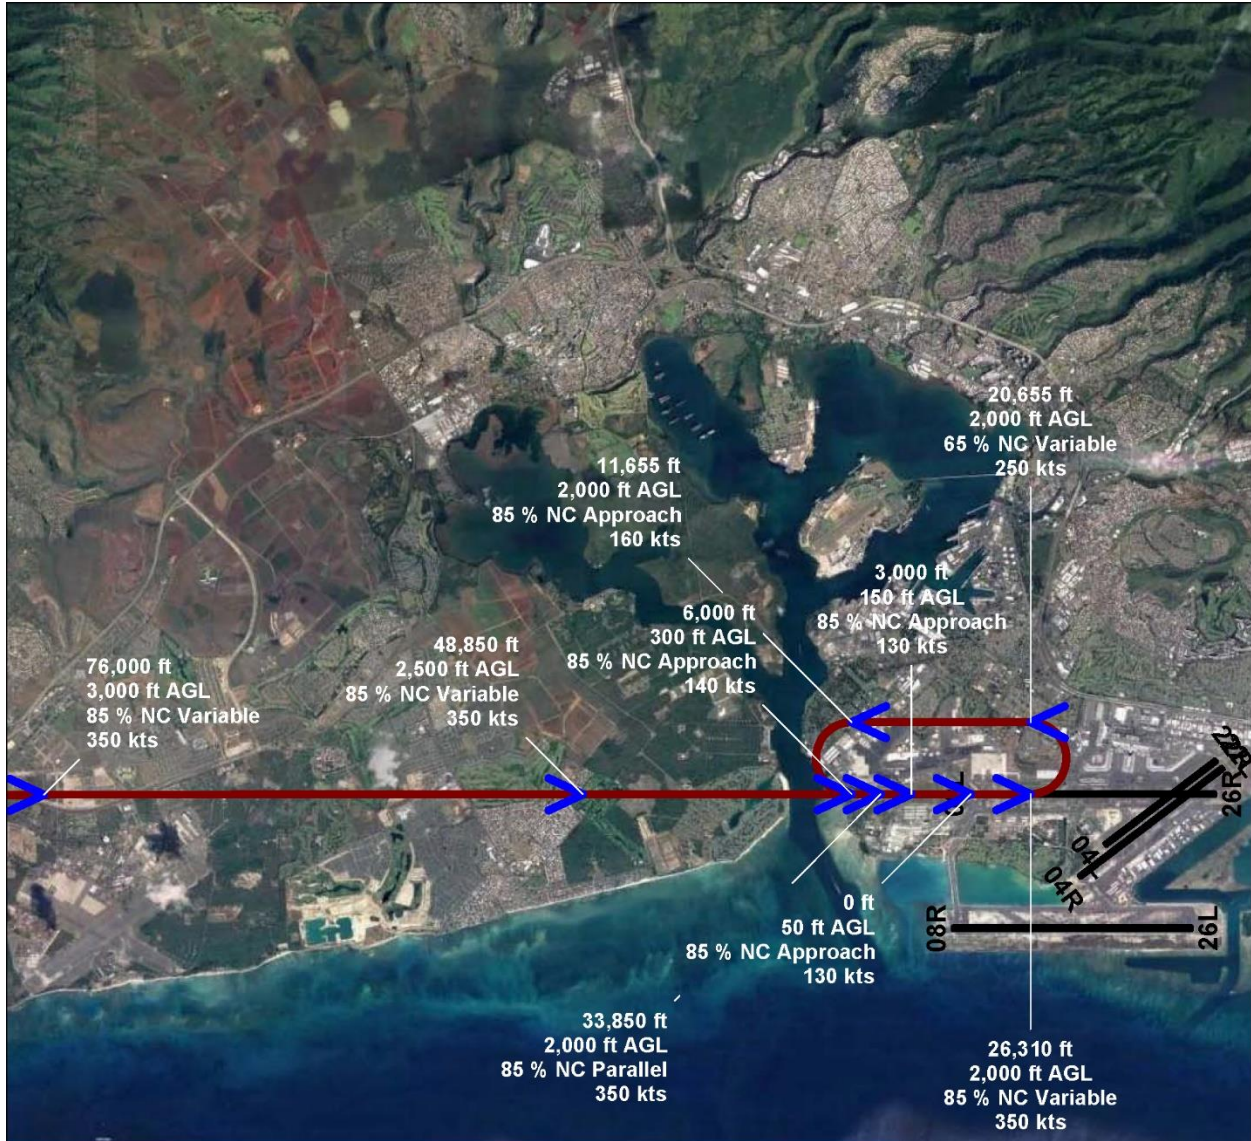 20,655 ft
2,000 ft AGL
65 % NC Variable
250 kts
11,655 ft
2,000 ft AGL
85 % NC Approach
160 kts
3,000 ft
150 ft AGL
85 % NC Approach
130 kts
6,000 ft
300 ft AGL
85 % NC Approach
140 kts
48,850 ft
2,500 ft AGL
85 % NC Variable
350 kts
76,000 ft
3,000 ft AGL
85 % NC Variable
350 kts
26R
04R
08R
26L
0 ft
50 ft AGL
85 % NC Approach
130 kts
33,850 ft
2,000 ft AGL
85 % NC Parallel
350 kts
26,310 ft
2,000 ft AGL
85 % NC Variable
350 kts